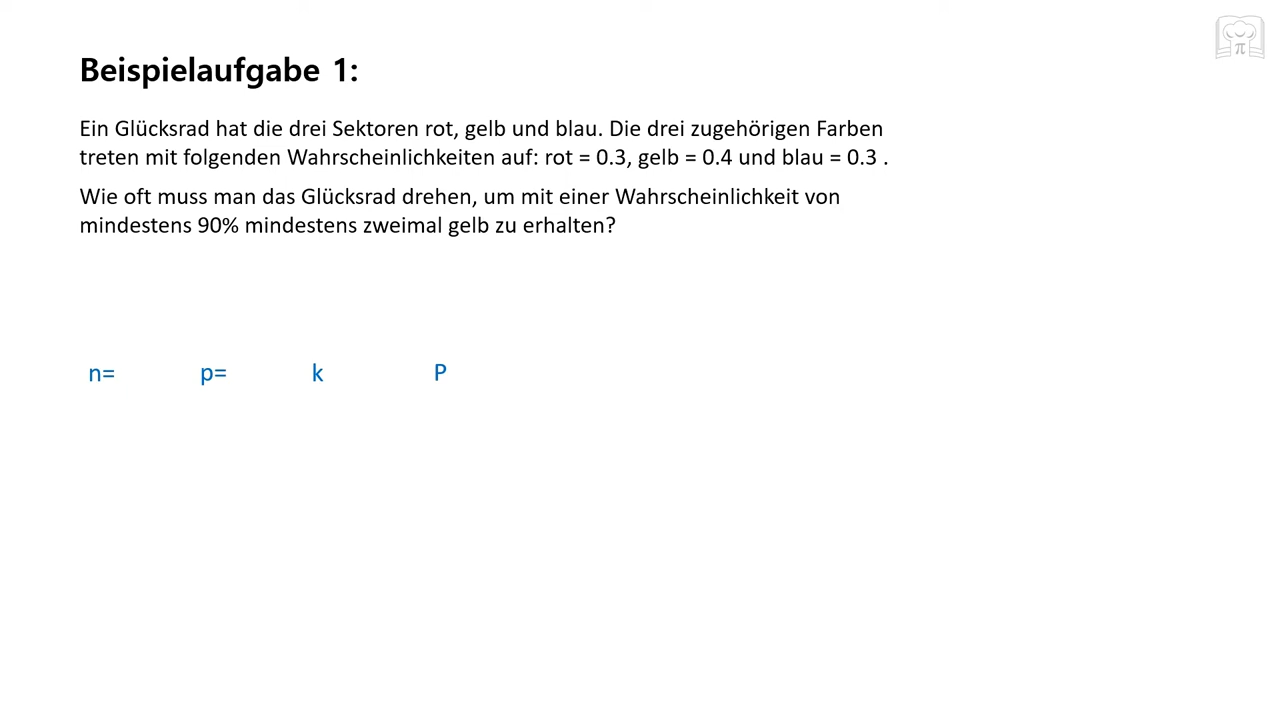 Beispielaufgabe 1:
Ein Glücksrad hat die drei Sektoren rot, gelb und blau. Die drei zugehörigen Farben
treten mit folgenden Wahrscheinlichkeiten auf: rot = 0.3, gelb = 0.4 und blau = 0.3 .
Wie oft muss man das Glücksrad drehen, um mit einer Wahrscheinlichkeit von
mindestens 90% mindestens zweimal gelb zu erhalten?
n= p= k P
π